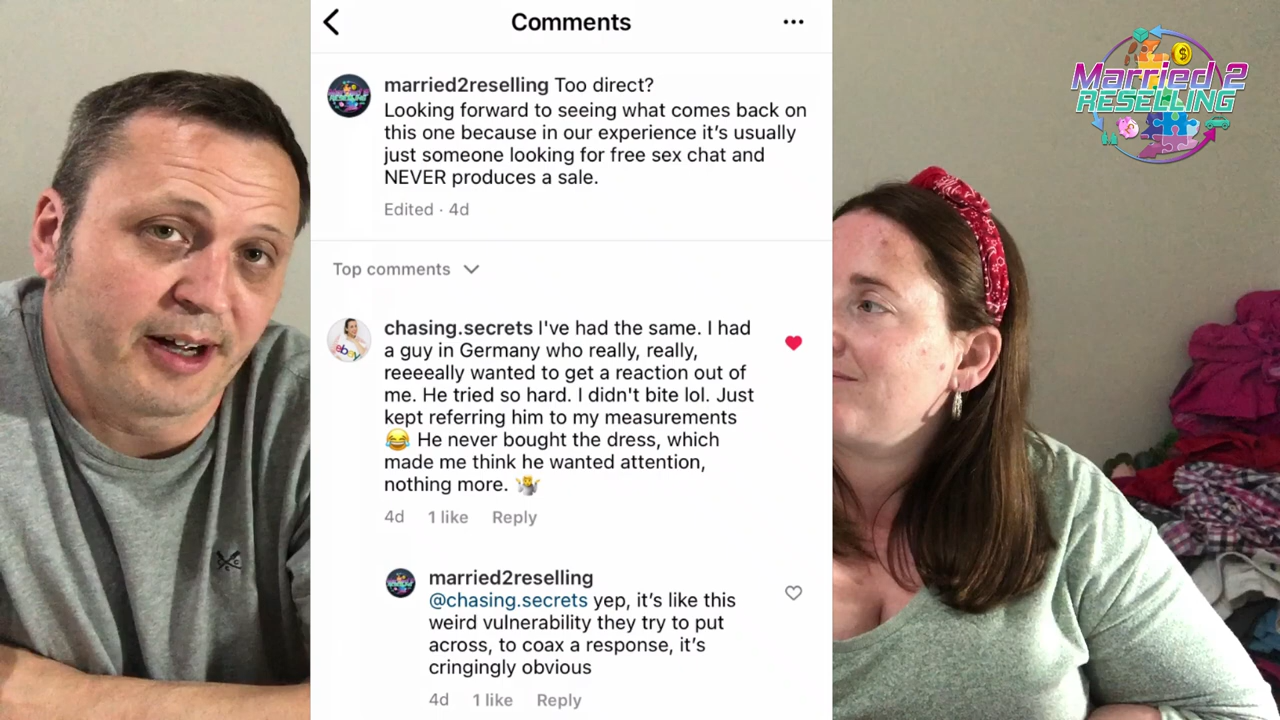 Comments
married2reselling Too direct?
Looking forward to seeing what comes back on
this one because in our experience it's usually
just someone looking for free sex chat and
NEVER produces a sale.
Edited · 4d
Top comments
chasing.secrets I've had the same. I had
a guy in Germany who really, really,
reeeeally wanted to get a reaction out of
me. He tried so hard. I didn't bite lol. Just
kept referring him to my measurements
😂 He never bought the dress, which
made me think he wanted attention,
nothing more. 🤷
4d 1 like Reply
married2reselling
@chasing.secrets yep, it's like this
weird vulnerability they try to put
across, to coax a response, it's
cringingly obvious
4d 1 like Reply
Married 2
RESELLING
ebay